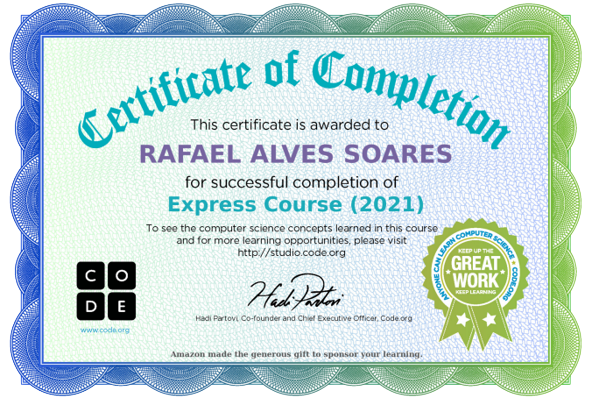 Certificate of Completion
This certificate is awarded to
RAFAEL ALVES SOARES
for successful completion of
Express Course (2021)
To see the computer science concepts learned in this course
and for more learning opportunities, please visit
http://studio.code.org
ANYONE CAN LEARN COMPUTER SCIENCE • CODE.ORG •
KEEP UP THE
GREAT
WORK
KEEP LEARNING
C O
D E
www.code.org
Hadi Partovi
Hadi Partovi, Co-founder and Chief Executive Officer, Code.org
Amazon made the generous gift to sponsor your learning.